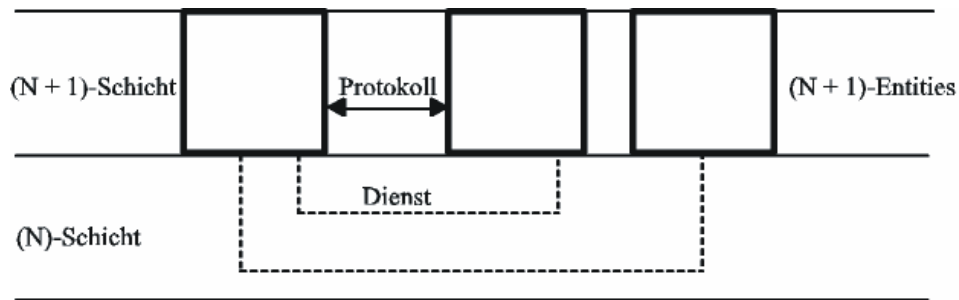 (N + 1)-Schicht
Protokoll
(N + 1)-Entities
Dienst
(N)-Schicht